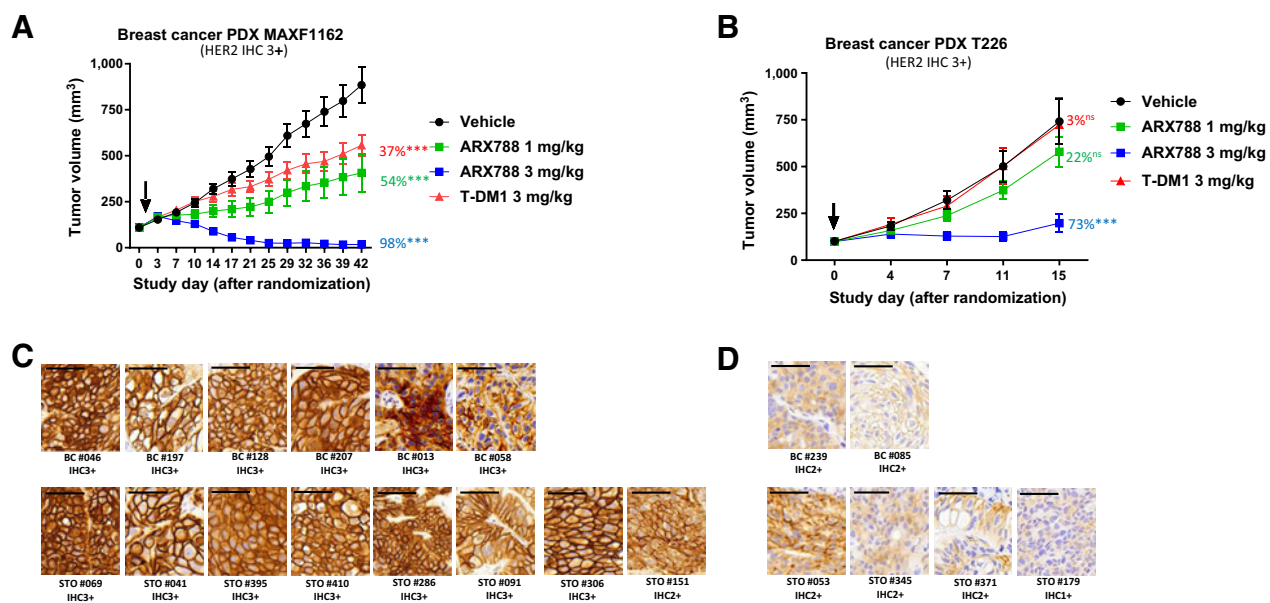 A
Breast cancer PDX MAXF1162
(HER2 IHC 3+)
Tumor volume (mm3)
1,000
750
500
250
0
0 3 7 10 14 17 21 25 29 32 36 39 42
Study day (after randomization)
37%***
54%***
98%***
Vehicle
ARX788 1 mg/kg
ARX788 3 mg/kg
T-DM1 3 mg/kg
B
Breast cancer PDX T226
(HER2 IHC 3+)
Tumor volume (mm3)
1,000
750
500
250
0
0 4 7 11 15
Study day (after randomization)
3%ns
22%ns
73%***
Vehicle
ARX788 1 mg/kg
ARX788 3 mg/kg
T-DM1 3 mg/kg
C
BC #046 BC #197 BC #128 BC #207 BC #013 BC #058
IHC3+ IHC3+ IHC3+ IHC3+ IHC3+ IHC3+
STO #069 STO #041 STO #395 STO #410 STO #286 STO #091 STO #306 STO #151
IHC3+ IHC3+ IHC3+ IHC3+ IHC3+ IHC3+ IHC3+ IHC2+
D
BC #239 BC #085
IHC2+ IHC2+
STO #053 STO #345 STO #371 STO #179
IHC2+ IHC2+ IHC2+ IHC1+